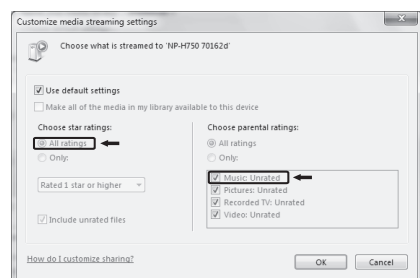 Customize media streaming settings
Choose what is streamed to 'NP-H750 70162d'
Use default settings
Make all of the media in my library available to this device
Choose star ratings:
All ratings
Only:
Rated 1 star or higher
Include unrated files
Choose parental ratings:
All ratings
Only:
Music: Unrated
Pictures: Unrated
Recorded TV: Unrated
Video: Unrated
How do I customize sharing?
OK
Cancel